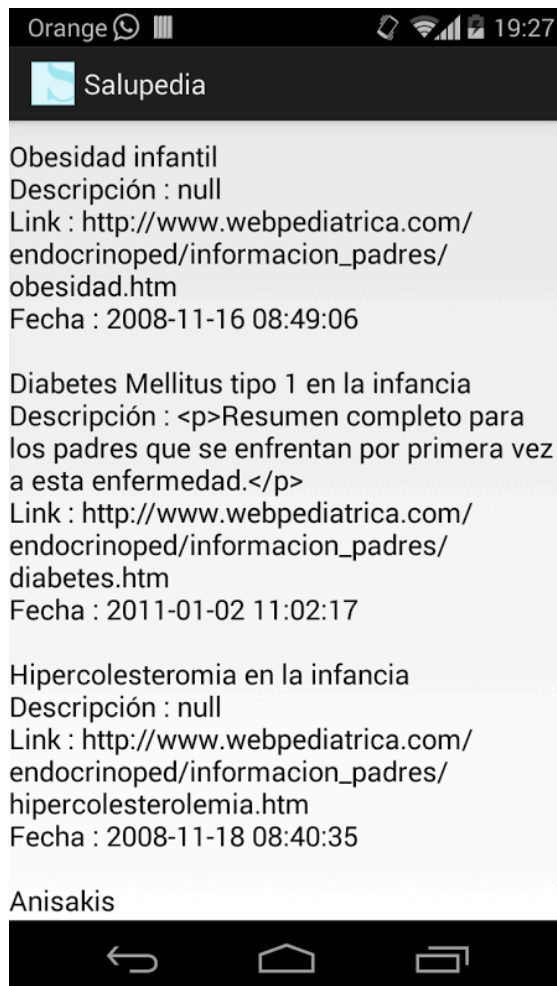 Orange 19:27
Salupedia
Obesidad infantil
Descripción : null
Link : http://www.webpediatrica.com/
endocrinoped/informacion_padres/
obesidad.htm
Fecha : 2008-11-16 08:49:06
Diabetes Mellitus tipo 1 en la infancia
Descripción : <p>Resumen completo para
los padres que se enfrentan por primera vez
a esta enfermedad.</p>
Link : http://www.webpediatrica.com/
endocrinoped/informacion_padres/
diabetes.htm
Fecha : 2011-01-02 11:02:17
Hipercolesteromia en la infancia
Descripción : null
Link : http://www.webpediatrica.com/
endocrinoped/informacion_padres/
hipercolesterolemia.htm
Fecha : 2008-11-18 08:40:35
Anisakis